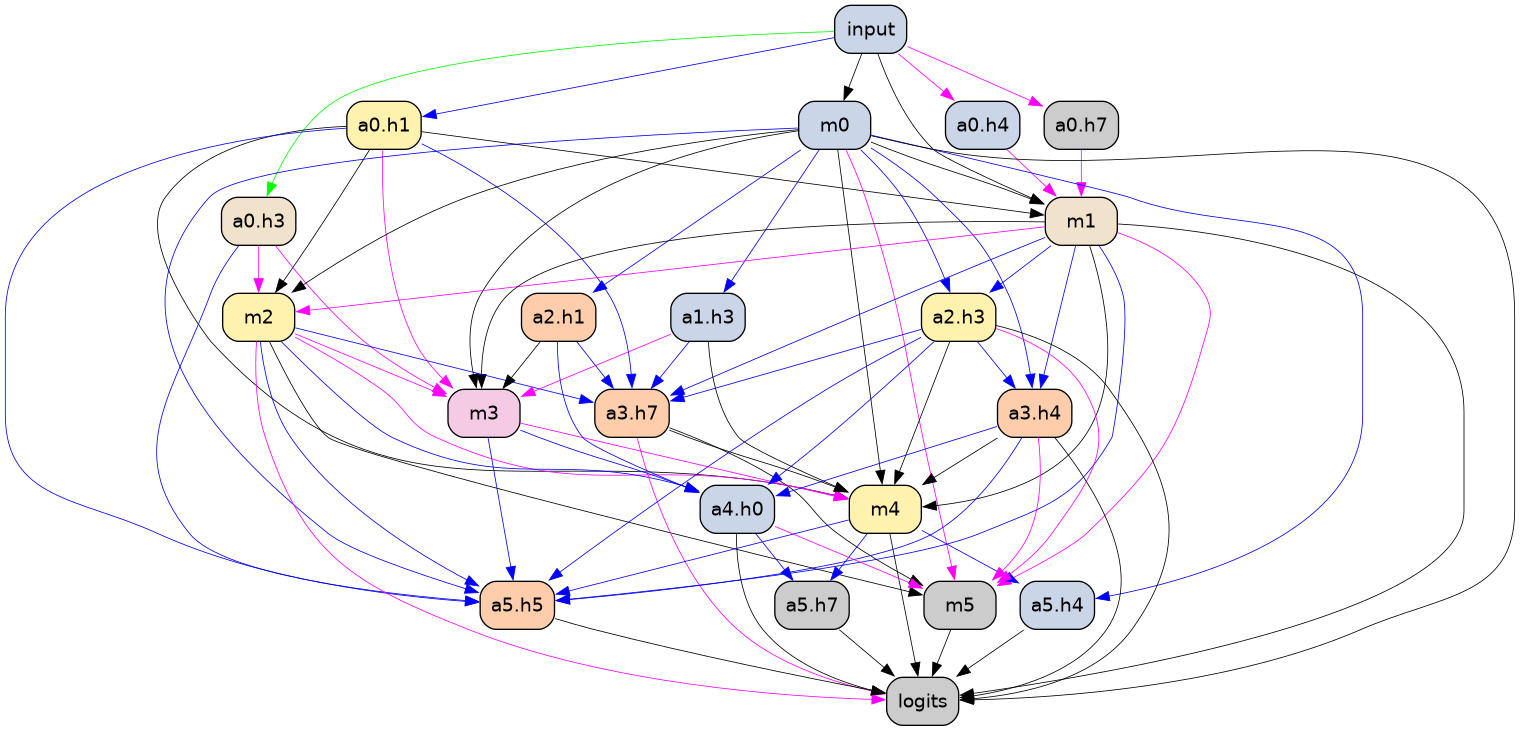 input
a0.h1
m0
a0.h4
a0.h7
a0.h3
m1
m2
a2.h1
a1.h3
a2.h3
m3
a3.h7
a3.h4
a4.h0
m4
a5.h5
a5.h7
m5
a5.h4
logits